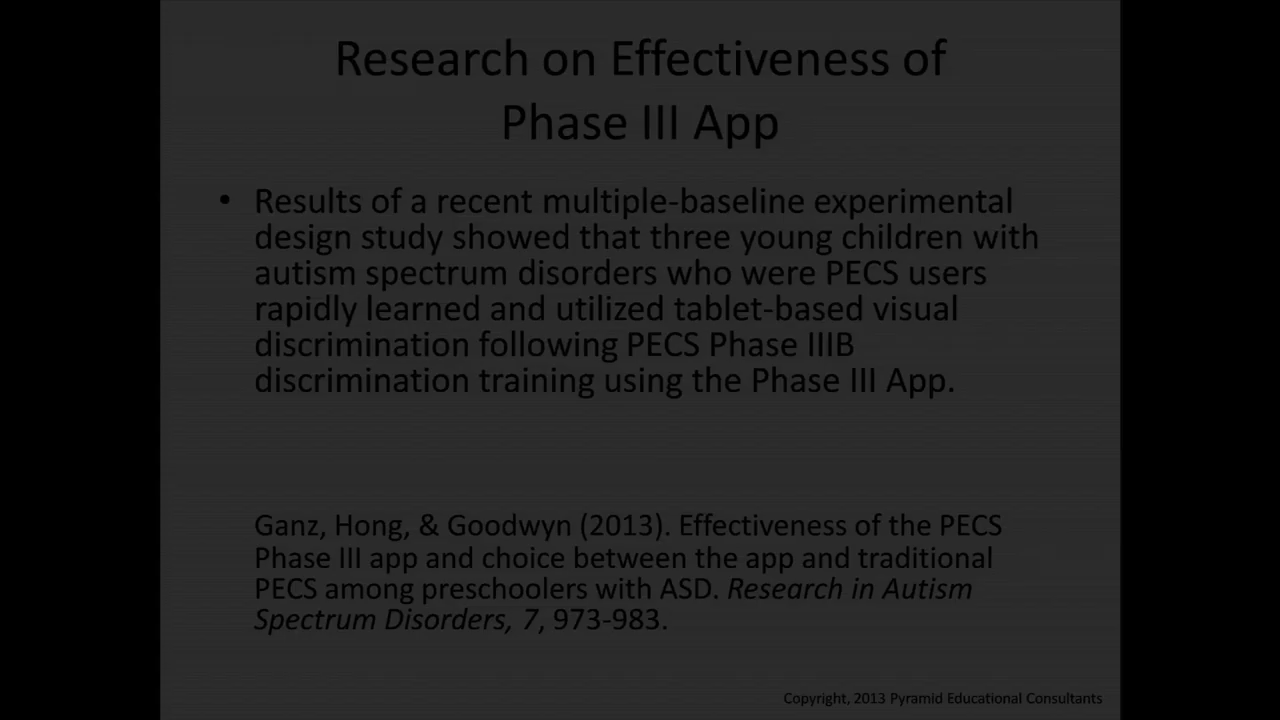 Research on Effectiveness of
Phase III App
• Results of a recent multiple-baseline experimental
design study showed that three young children with
autism spectrum disorders who were PECS users
rapidly learned and utilized tablet-based visual
discrimination following PECS Phase IIIB
discrimination training using the Phase III App.
Ganz, Hong, & Goodwyn (2013). Effectiveness of the PECS
Phase III app and choice between the app and traditional
PECS among preschoolers with ASD. Research in Autism
Spectrum Disorders, 7, 973-983.
Copyright, 2013 Pyramid Educational Consultants